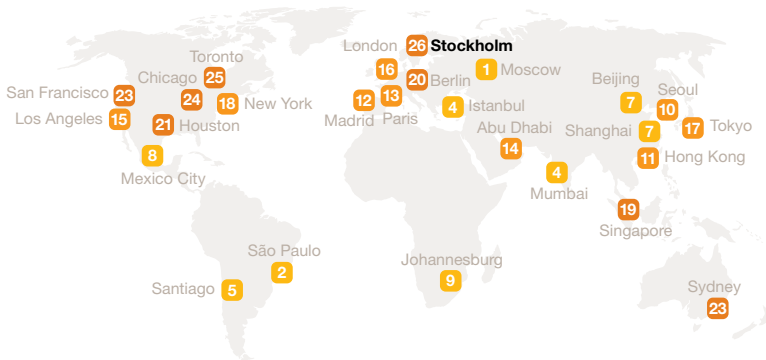 London
26 Stockholm
Toronto
25
Chicago
24
San Francisco 23
Los Angeles 15
18 New York
21 Houston
8
Mexico City
16
20 Berlin
1 Moscow
12
Madrid
13
Paris
4 Istanbul
Abu Dhabi
14
Beijing
7
Seoul
10
Shanghai 7
17 Tokyo
11 Hong Kong
4
Mumbai
19
Singapore
São Paulo
2
Santiago 5
Johannesburg
9
Sydney
23